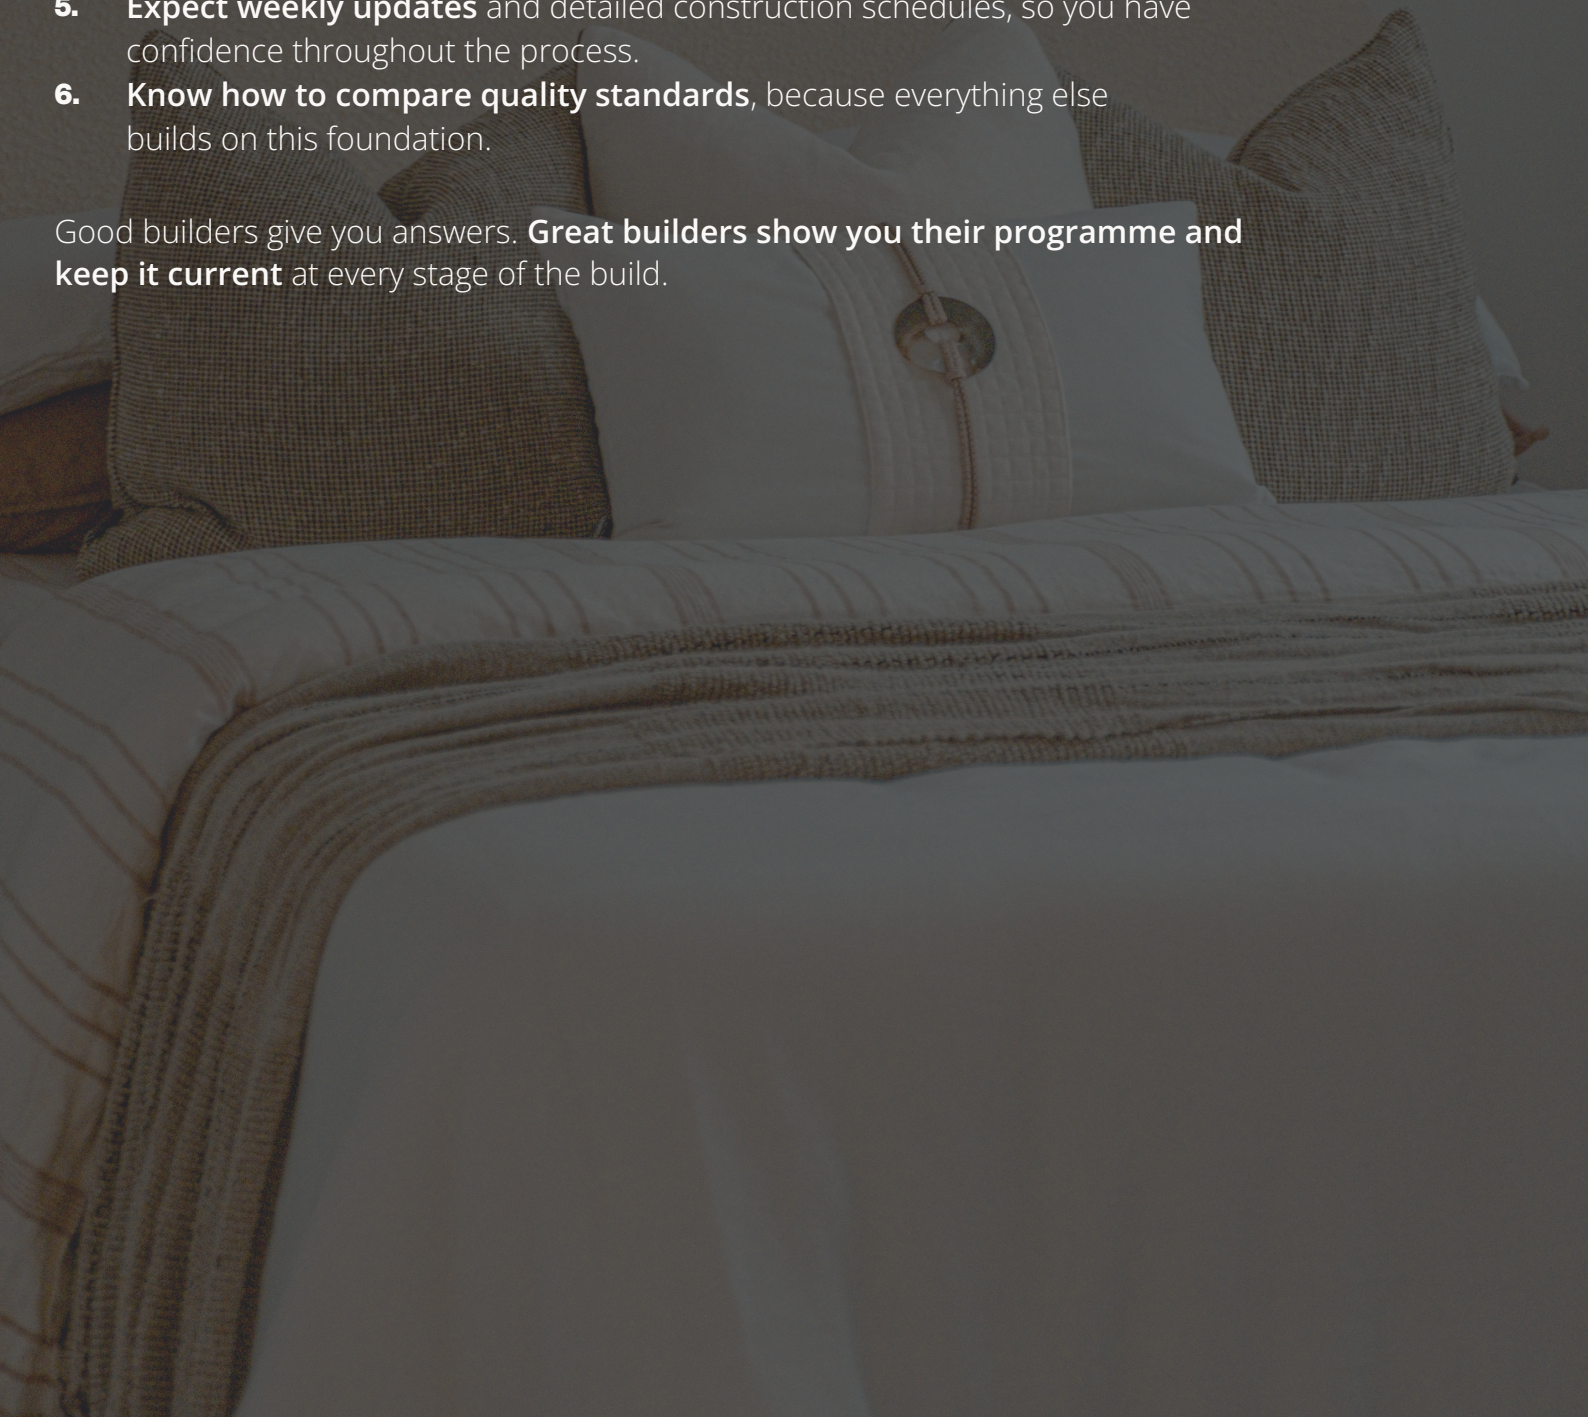 5. Expect weekly updates and detailed construction schedules, so you have
confidence throughout the process.
6. Know how to compare quality standards, because everything else
builds on this foundation.
Good builders give you answers. Great builders show you their programme and
keep it current at every stage of the build.